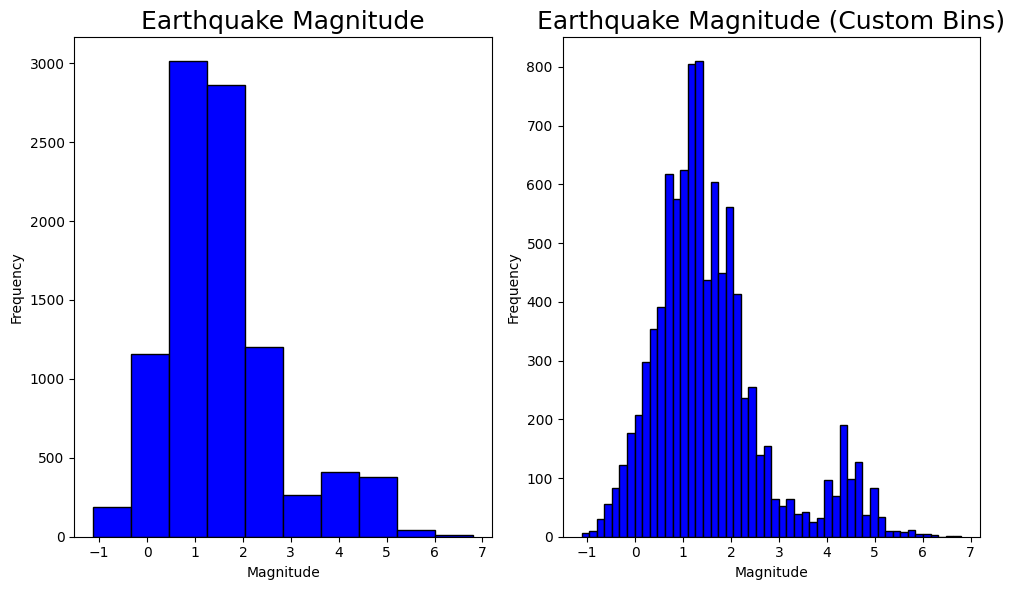 Earthquake Magnitude
3000
2500
2000
1500
1000
500
0
Frequency
−1 0 1 2 3 4 5 6 7
Magnitude
Earthquake Magnitude (Custom Bins)
800
700
600
500
400
300
200
100
0
Frequency
−1 0 1 2 3 4 5 6 7
Magnitude